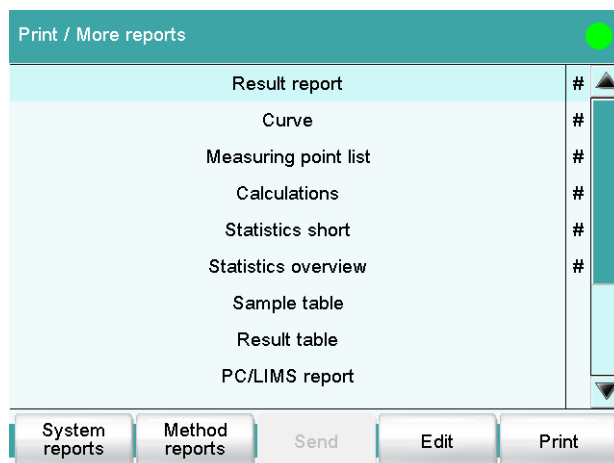 Print / More reports
Result report #
Curve #
Measuring point list #
Calculations #
Statistics short #
Statistics overview #
Sample table
Result table
PC/LIMS report
System reports
Method reports
Send
Edit
Print